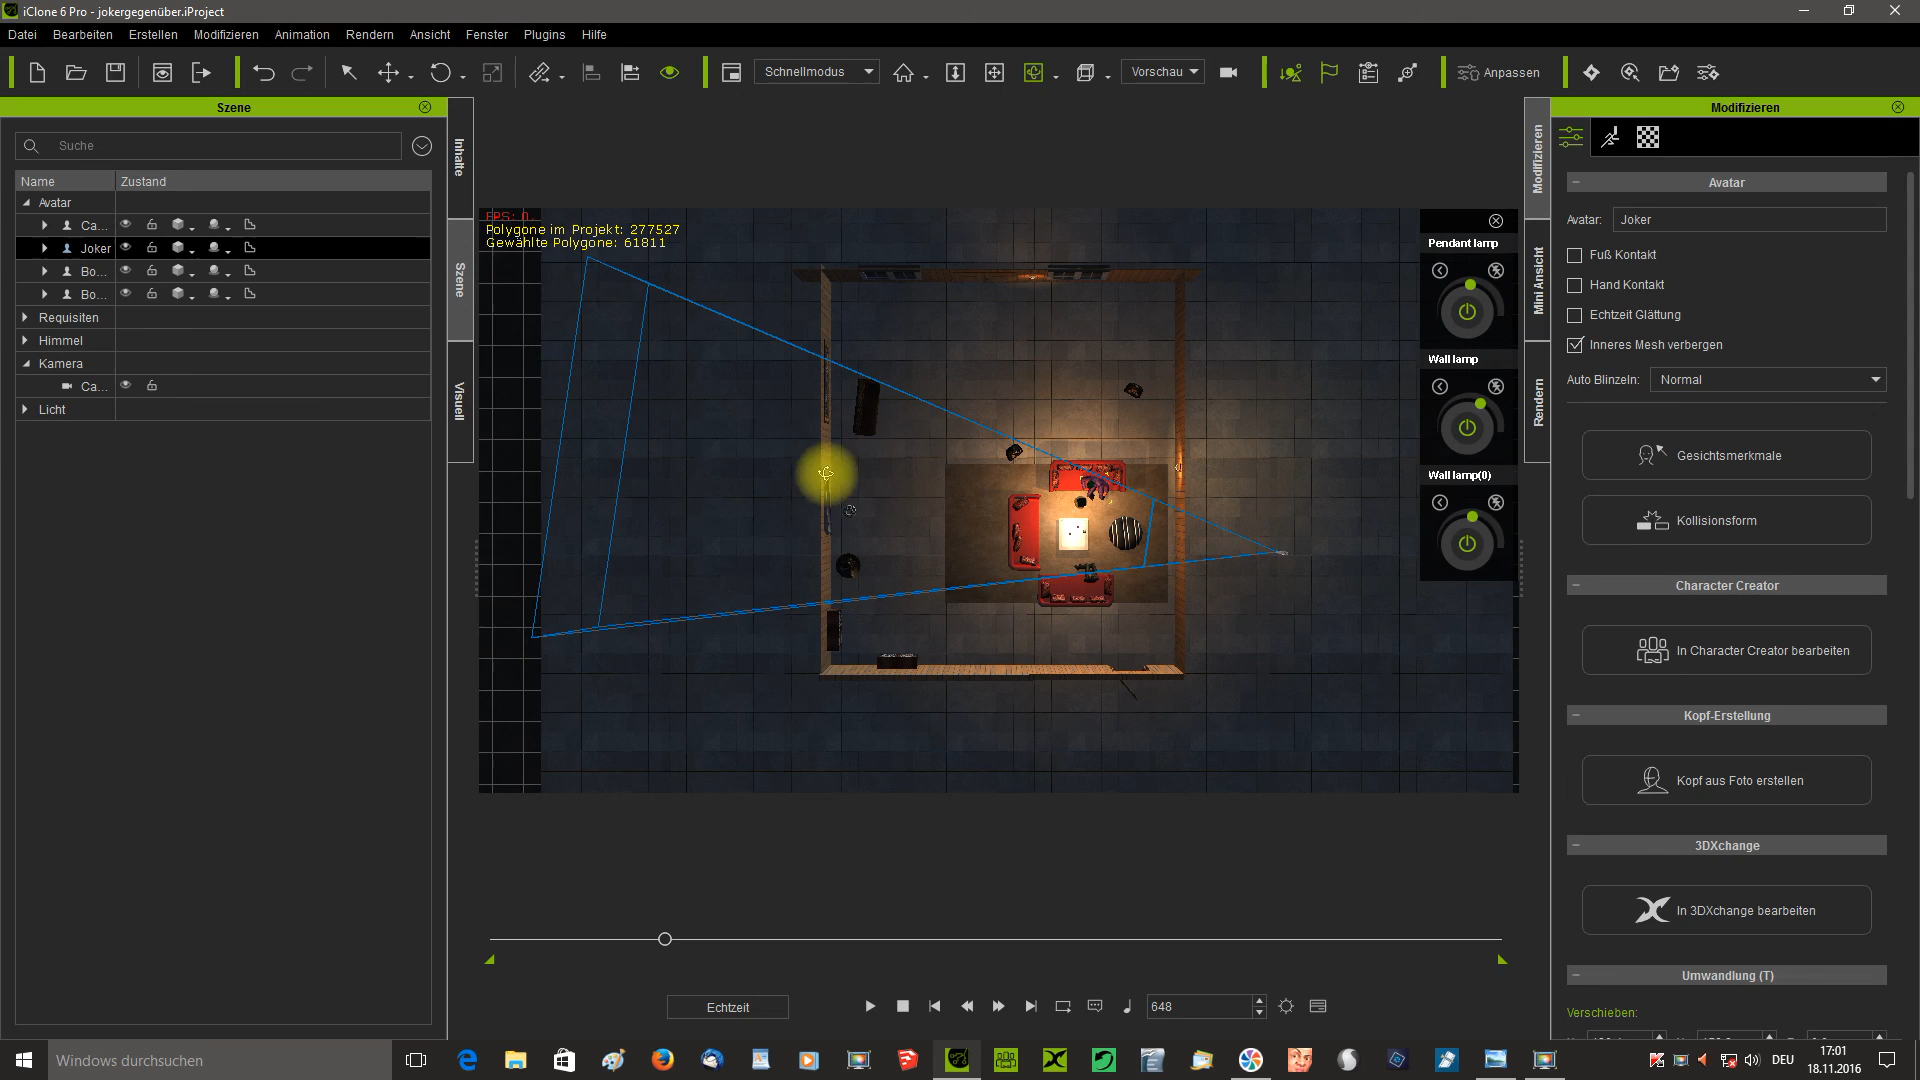 iClone 6 Pro - jokergegenüber.iProject
Datei Bearbeiten Erstellen Modifizieren Animation Rendern Ansicht Fenster Plugins Hilfe
Schnellmodus Vorschau Anpassen
Szene
Suche
Name Zustand
Avatar
Ca...
Joker
Bo...
Bo...
Requisiten
Himmel
Kamera
Ca...
Licht
Inhalte
Szene
Visuell
FPS: 0.
Polygone im Projekt: 277527
Gewählte Polygone: 61811
Pendant lamp
Wall lamp
Wall lamp(0)
Echtzeit
648
Modifizieren
Mini Ansicht
Rendern
Modifizieren
Avatar
Avatar: Joker
Fuß Kontakt
Hand Kontakt
Echtzeit Glättung
Inneres Mesh verbergen
Auto Blinzeln: Normal
Gesichtsmerkmale
Kollisionsform
Character Creator
In Character Creator bearbeiten
Kopf-Erstellung
Kopf aus Foto erstellen
3DXchange
In 3DXchange bearbeiten
Umwandlung (T)
Verschieben:
Windows durchsuchen
DEU
17:01
18.11.2016